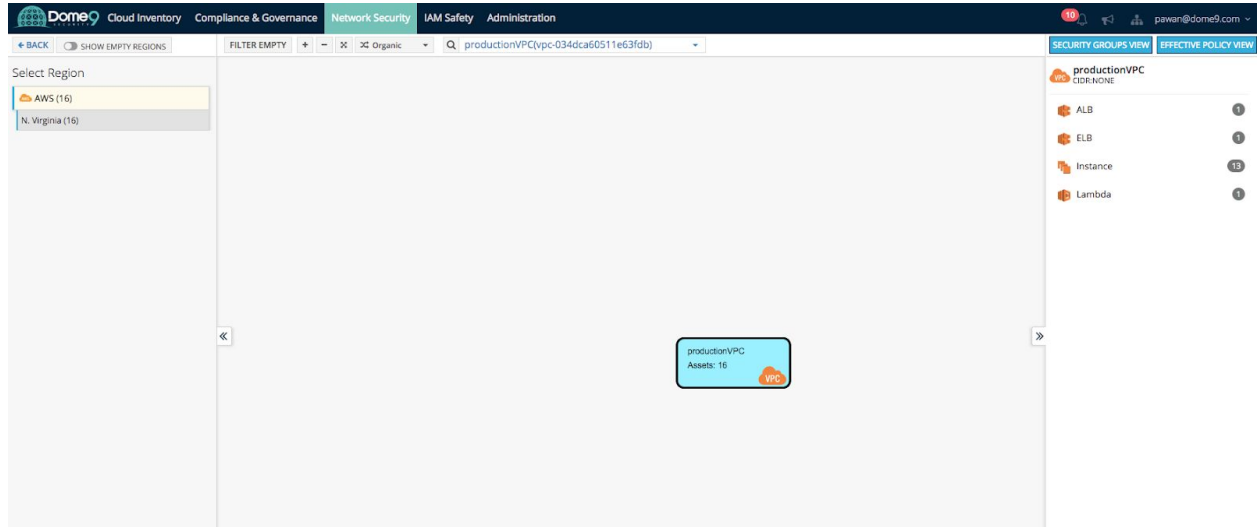 Dome9 Cloud Inventory Compliance & Governance Network Security IAM Safety Administration 10 pawan@dome9.com
SECURITY
BACK SHOW EMPTY REGIONS FILTER EMPTY + - Organic productionVPC(vpc-034dca60511e63fdb) SECURITY GROUPS VIEW EFFECTIVE POLICY VIEW
Select Region
AWS (16)
N. Virginia (16)
productionVPC
Assets: 16
VPC
VPC productionVPC
CIDR:NONE
ALB 1
ELB 1
Instance 13
Lambda 1